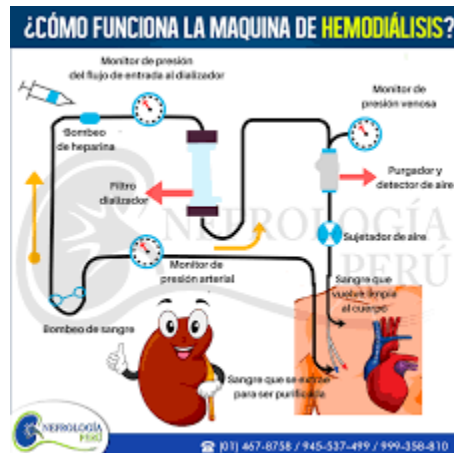 ¿CÓMO FUNCIONA LA MAQUINA DE HEMODIÁLISIS?
Monitor de presión
del flujo de entrada al dializador
Monitor de
presión venosa
Bombeo
de heparina
Filtro
dializador
Purgador y
detector de aire
NEFROLOGÍA
PERÚ
Sujetador de aire
Monitor de
presión arterial
Sangre que
vuelve limpia
al cuerpo
Bombeo de sangre
Sangre que se extrae
para ser purificada
NEFROLOGÍA
PERÚ
(01) 467-8758 / 945-537-499 / 999-358-810